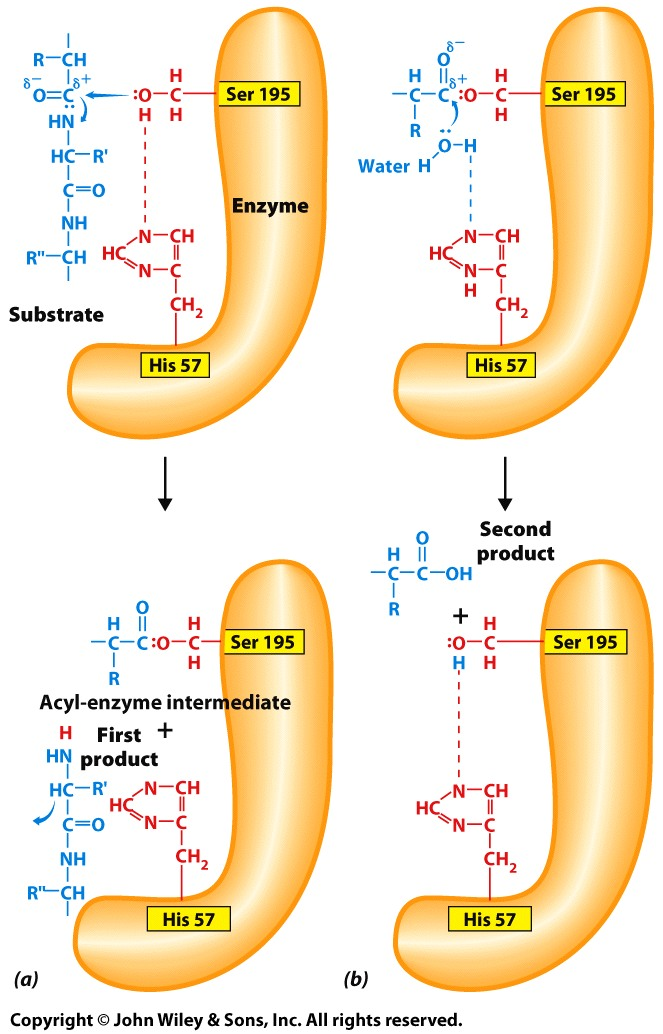 H
R—CH
δ− δ+
O=C :O—C Ser 195
H H
HN
HC—R'
C=O
NH
R"—CH
N—CH
HC
N—C
CH₂
Enzyme
Substrate
His 57
O δ−
H δ+ H
C—C:O—C Ser 195
R H
O—H
Water H
N—CH
HC
N—C
H
CH₂
His 57
H O H
C—C:O—C Ser 195
R H
Acyl-enzyme intermediate
H First +
HN product
HC—R'
C=O
NH
R"—CH
N—CH
HC
N—C
CH₂
His 57
(a)
Second
product
H O
C—C—OH
R
+
H
:O—C Ser 195
H H
N—CH
HC
N—C
CH₂
His 57
(b)
Copyright © John Wiley & Sons, Inc. All rights reserved.